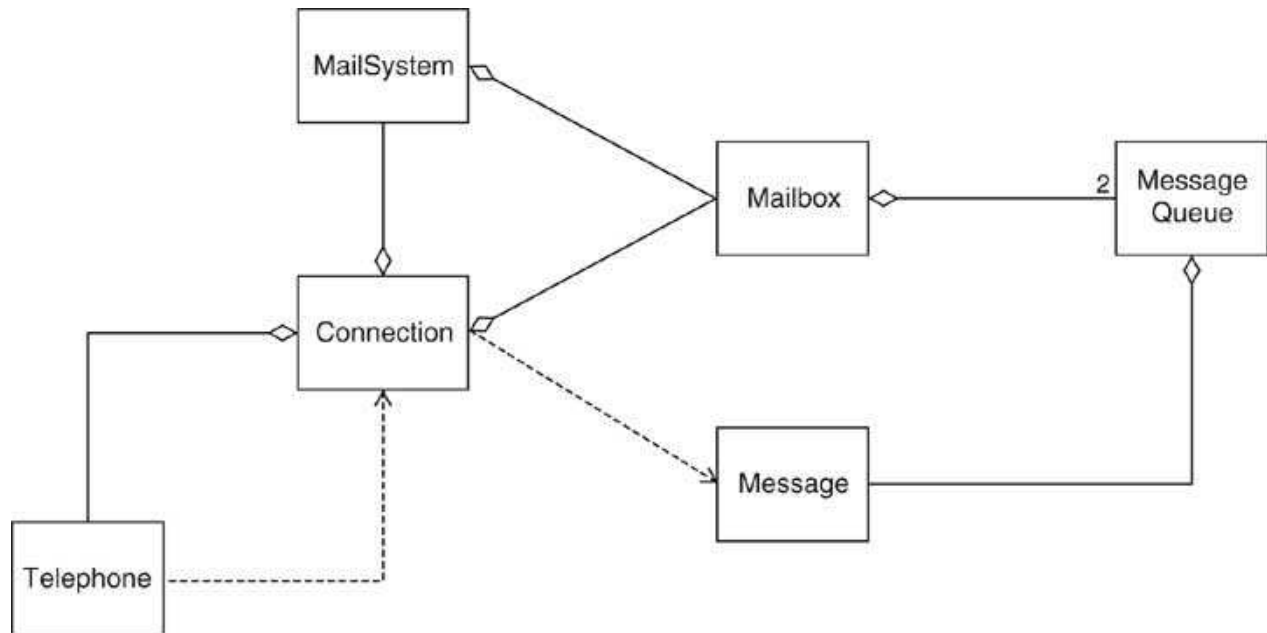 MailSystem
Mailbox
2
Message
Queue
Connection
Message
Telephone